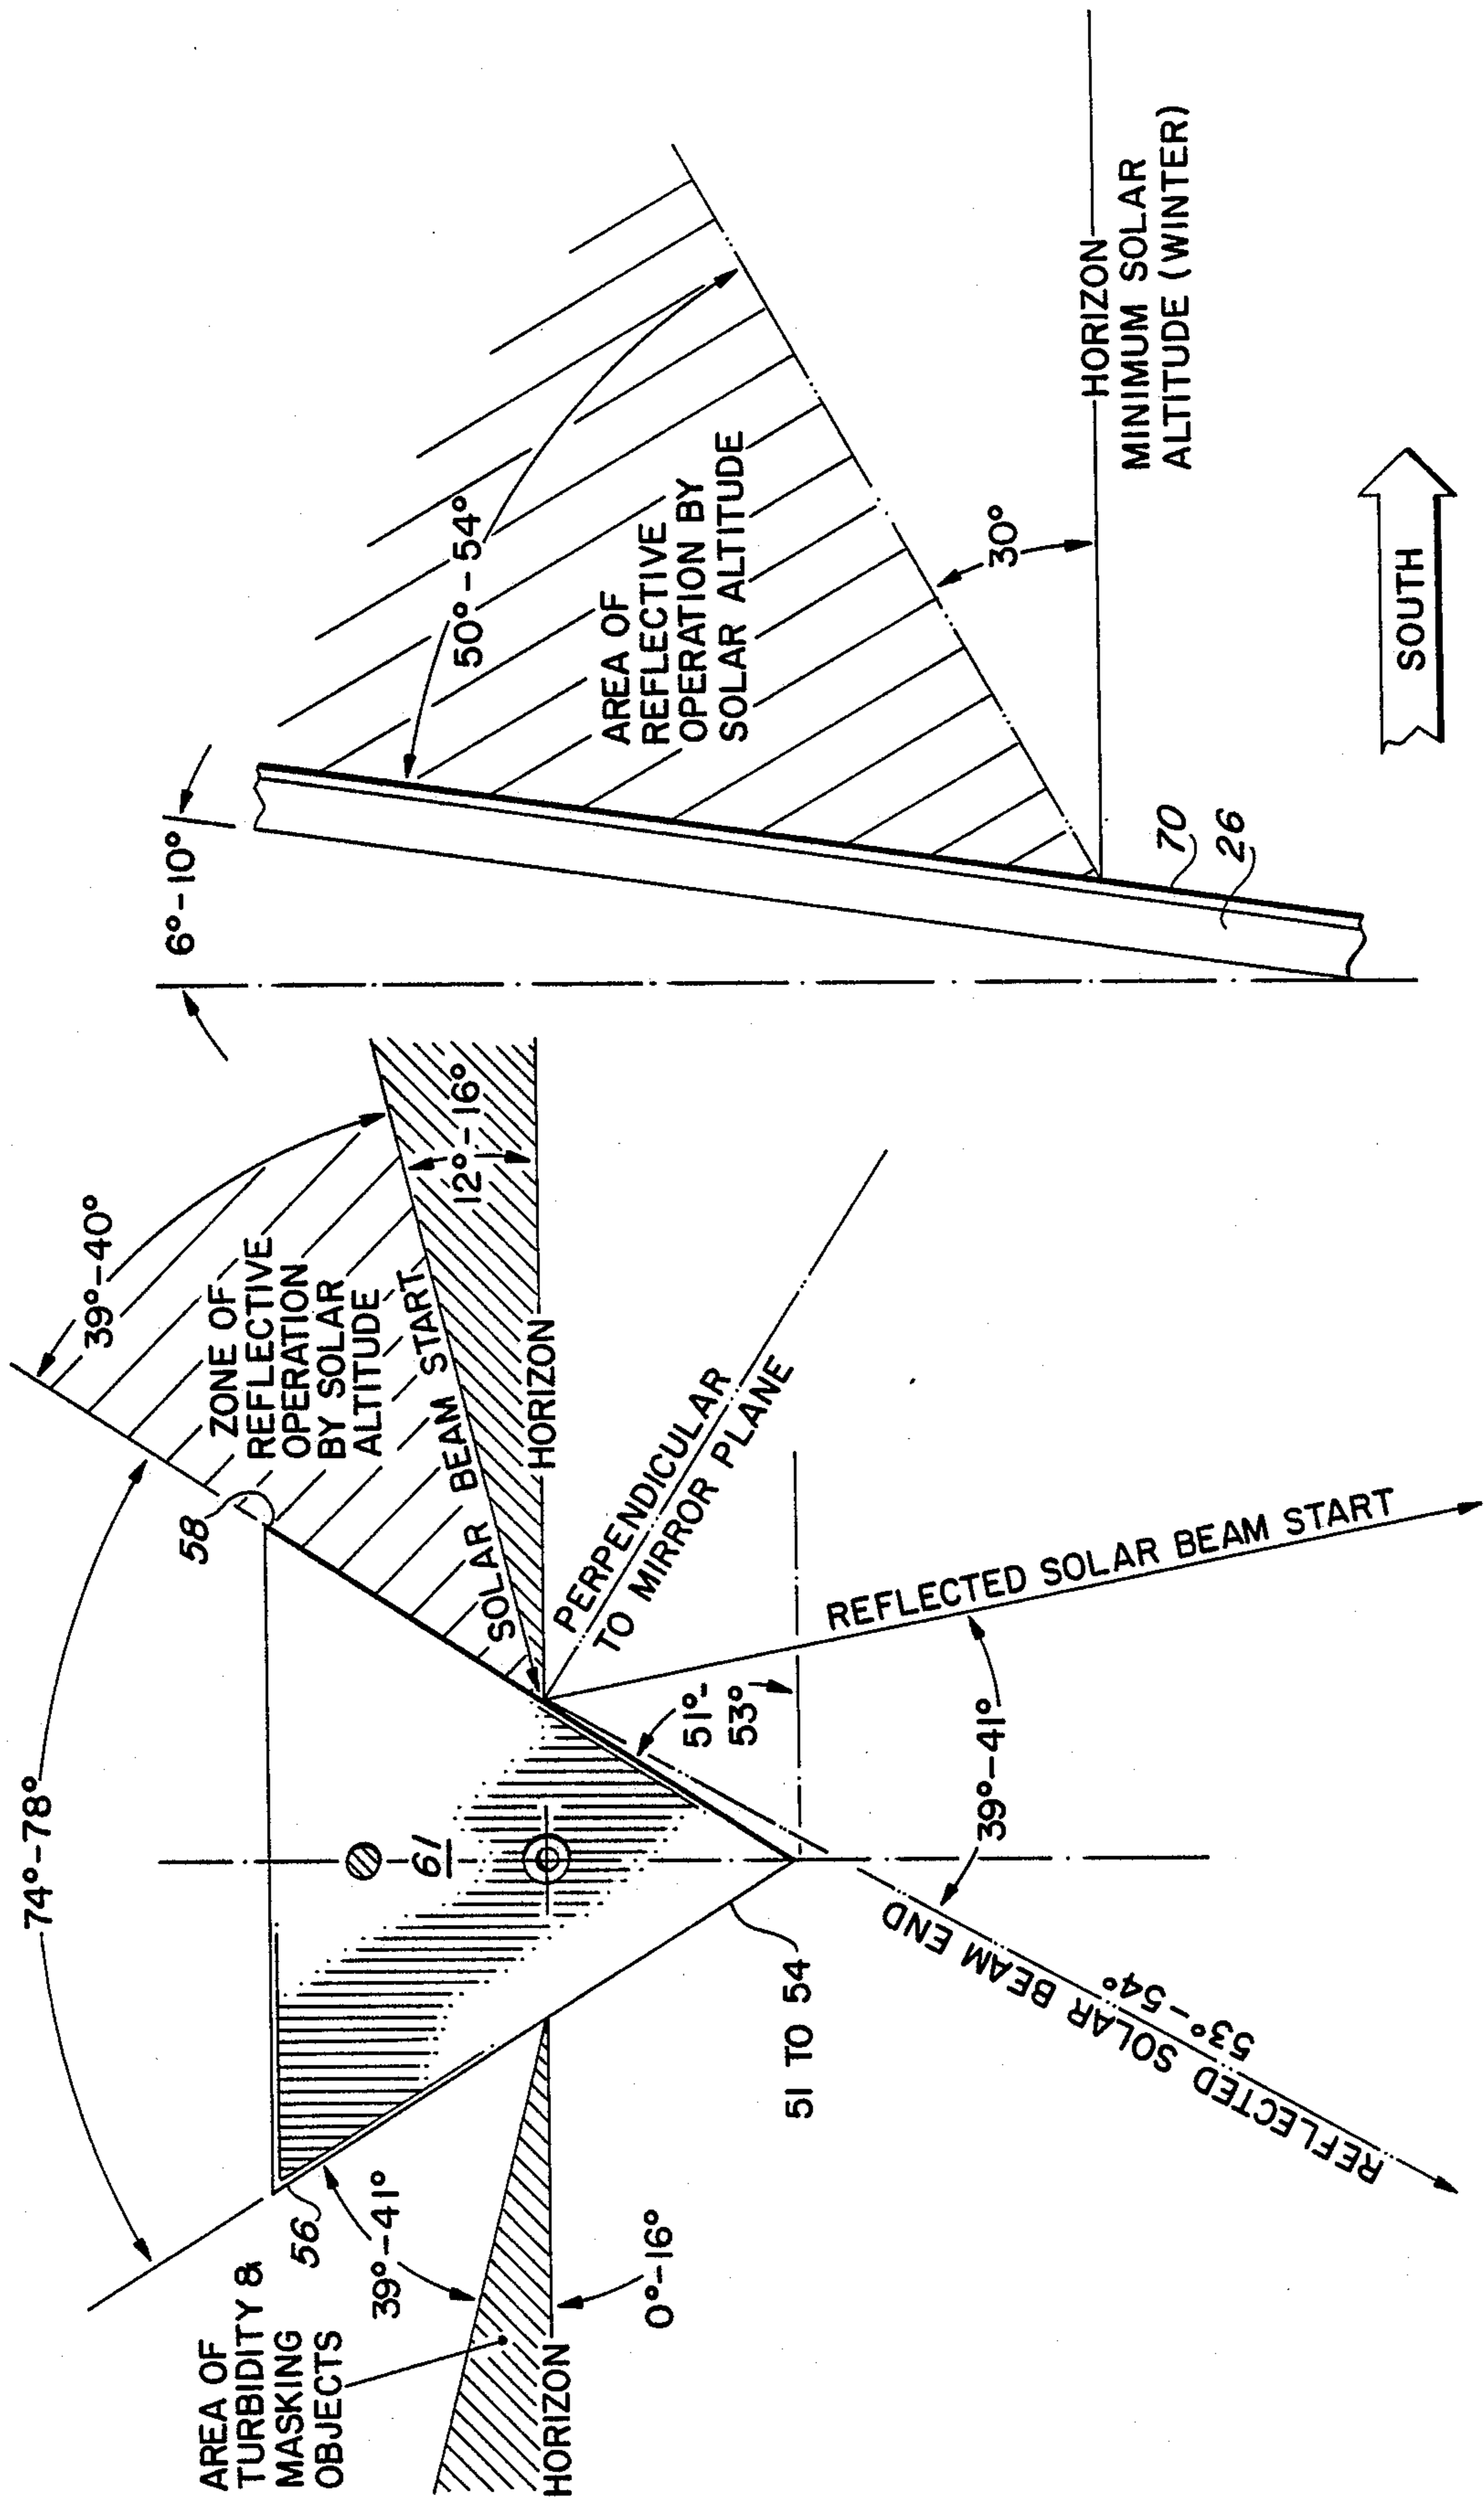 74°-78°
39°-40°
AREA OF
TURBIDITY &
MASKING
OBJECTS
56
39°-41°
HORIZON
0°-16°
61
58
ZONE OF
REFLECTIVE
OPERATION
BY SOLAR
ALTITUDE
SOLAR BEAM START
12°-16°
HORIZON
PERPENDICULAR
TO MIRROR PLANE
51°-
53°
51 TO 54
REFLECTED SOLAR BEAM START
39°-41°
REFLECTED SOLAR BEAM END
53°-54°
6°-10°
50°-54°
AREA OF
REFLECTIVE
OPERATION BY
SOLAR ALTITUDE
30°
HORIZON
MINIMUM SOLAR
ALTITUDE (WINTER)
70
26
SOUTH